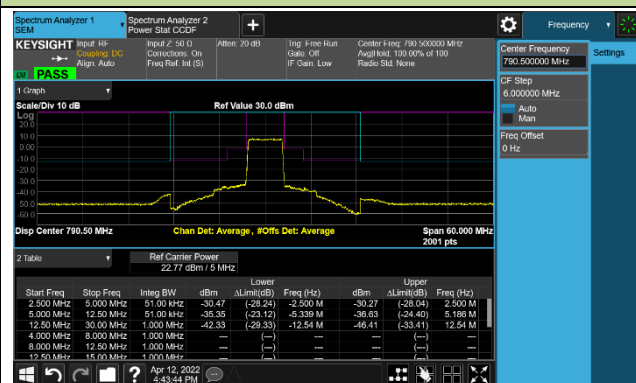 Spectrum Analyzer 1
SEM
Spectrum Analyzer 2
Power Stat CCDF
+
Frequency
KEYSIGHT
Input: RF
Coupling: DC
Align: Auto
Input Z: 50 Ω
Corrections: On
Freq Ref: Int (S)
Atten: 20 dB
Trig: Free Run
Gate: Off
IF Gain: Low
Center Freq: 790.500000 MHz
Avg|Hold: 100.00% of 100
Radio Std: None
LXI PASS
Center Frequency
790.500000 MHz
Settings
CF Step
6.000000 MHz
Auto
Man
Freq Offset
0 Hz
1 Graph
Scale/Div 10 dB
Ref Value 30.0 dBm
Log
20.0
10.0
0.00
-10.0
-20.0
-30.0
-40.0
-50.0
-60.0
Disp Center 790.50 MHz
Chan Det: Average , #Offs Det: Average
Span 60.000 MHz
2001 pts
2 Table
Ref Carrier Power
22.77 dBm / 5 MHz
Lower Upper
Start Freq Stop Freq Integ BW dBm ΔLimit(dB) Freq (Hz) dBm ΔLimit(dB) Freq (Hz)
2.500 MHz 5.000 MHz 51.00 kHz -30.47 (-28.24) -2.500 M -30.27 (-28.04) 2.500 M
5.000 MHz 12.50 MHz 51.00 kHz -35.35 (-23.12) -5.339 M -36.63 (-24.40) 5.186 M
12.50 MHz 30.00 MHz 1.000 MHz -42.33 (-29.33) -12.54 M -46.41 (-33.41) 12.54 M
4.000 MHz 8.000 MHz 1.000 MHz --- (---) --- --- (---) ---
8.000 MHz 12.50 MHz 1.000 MHz --- (---) --- --- (---) ---
12.50 MHz 15.00 MHz 1.000 MHz --- (---) --- --- (---) ---
?
Apr 12, 2022
4:43:44 PM